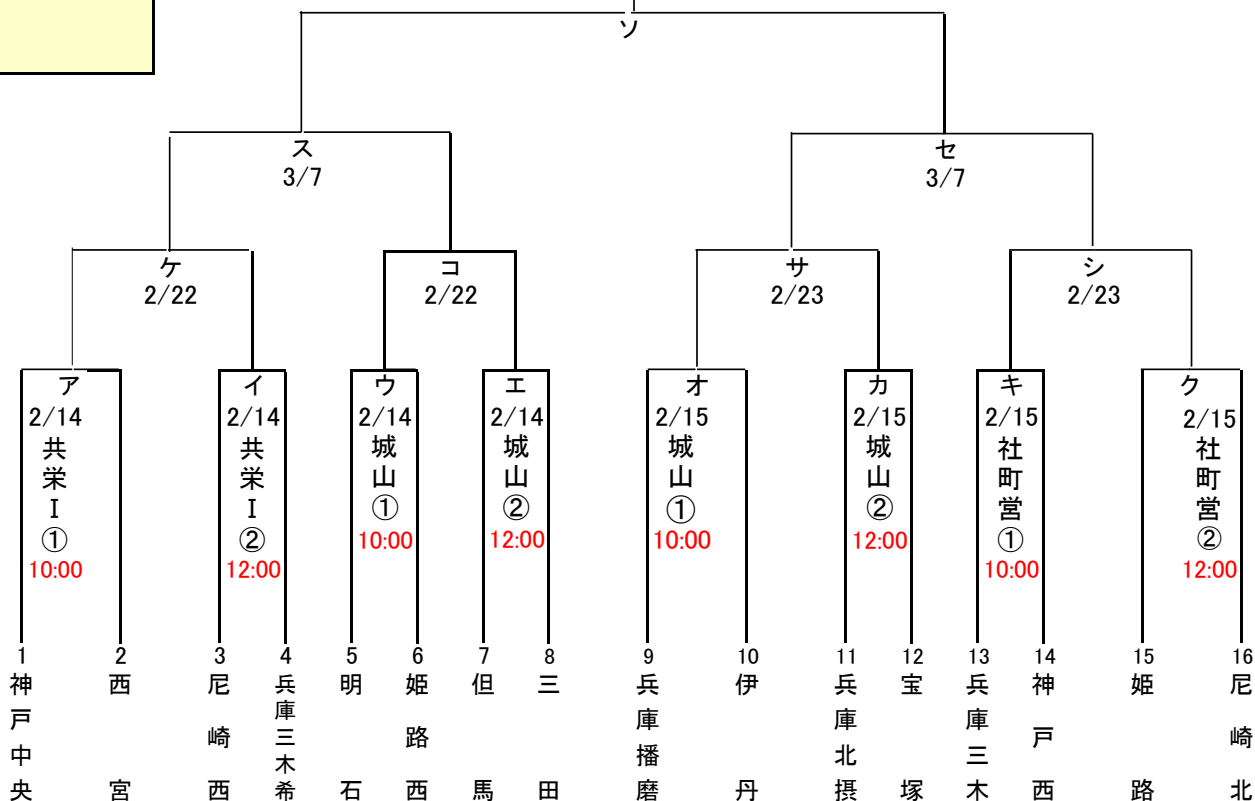 ソ
ス
3/7
セ
3/7
ケ
2/22
コ
2/22
サ
2/23
シ
2/23
ア
2/14
共栄Ⅰ①
10:00
イ
2/14
共栄Ⅰ②
12:00
ウ
2/14
城山①
10:00
エ
2/14
城山②
12:00
オ
2/15
城山①
10:00
カ
2/15
城山②
12:00
キ
2/15
社町営①
10:00
ク
2/15
社町営②
12:00
1
神戸中央
2
西宮
3
尼崎西
4
兵庫三木希
5
明石
6
姫路西
7
但馬
8
三田
9
兵庫播磨
10
伊丹
11
兵庫北摂
12
宝塚
13
兵庫三木
14
神戸西
15
姫路
16
尼崎北